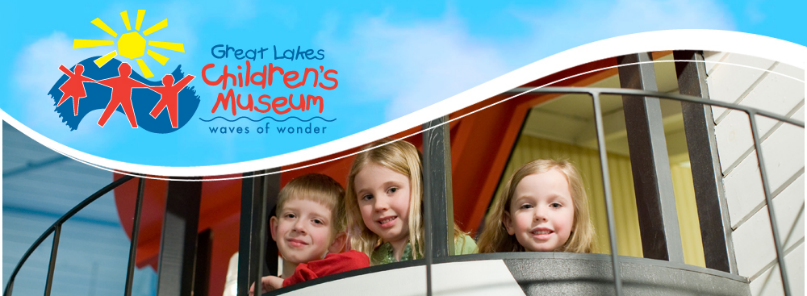 Great Lakes
Children's
Museum
waves of wonder